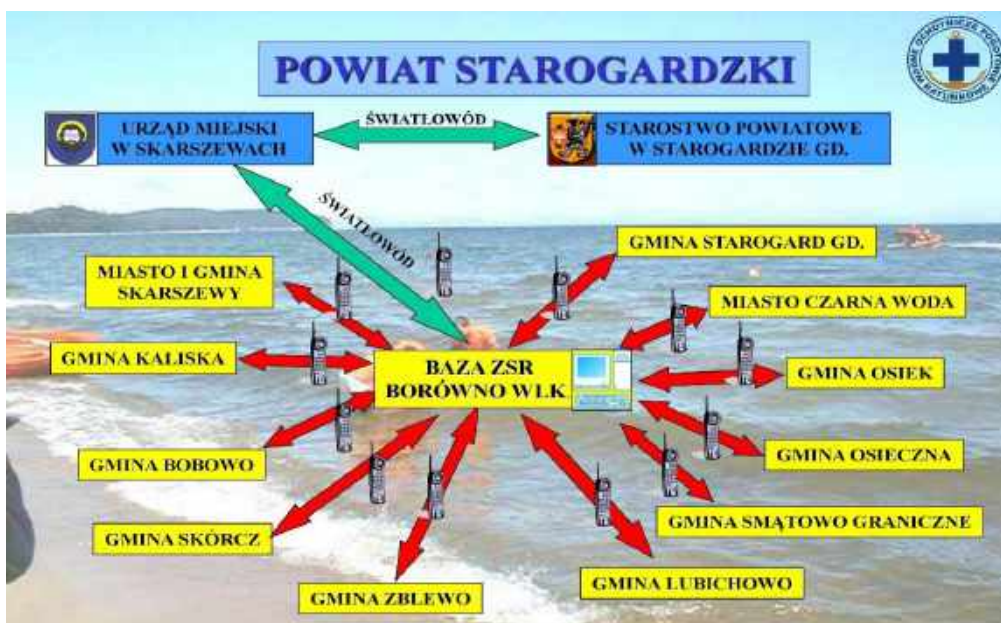 POWIAT STAROGARDZKI
URZĄD MIEJSKI
W SKARSZEWACH
ŚWIATŁOWÓD
STAROSTWO POWIATOWE
W STAROGARDZIE GD.
ŚWIATŁOWÓD
GMINA STAROGARD GD.
MIASTO I GMINA
SKARSZEWY
MIASTO CZARNA WODA
GMINA KALISKA
BAZA ZSR
BORÓWNO WLK
GMINA OSIEK
GMINA BOBOWO
GMINA OSIECZNA
GMINA SKÓRCZ
GMINA SMĄTOWO GRANICZNE
GMINA ZBLEWO
GMINA LUBICHOWO